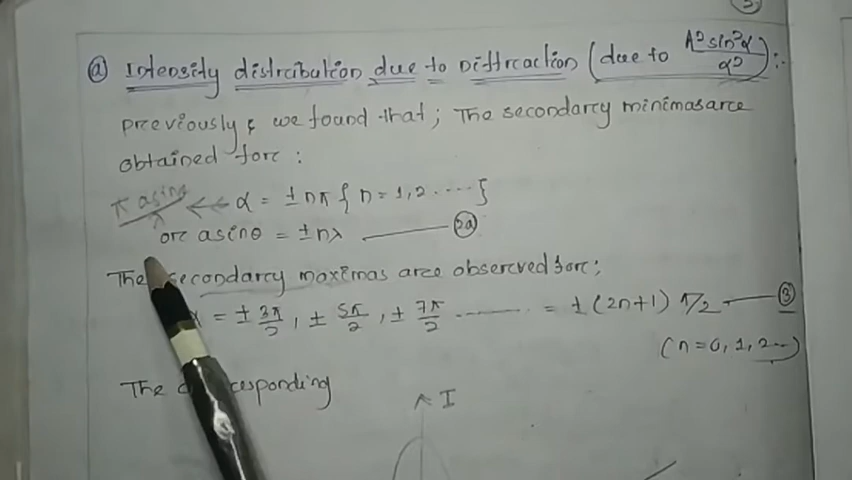 ⓐ Intensity distribution due to Diffraction (due to A² sin²α / α²) :-
previously, we found that; The secondary minimas are
obtained for :
π a sinθ / λ ←← α = ± nπ { n = 1, 2 ---- }
or a sinθ = ± nλ ——— (2a)
The secondary maximas are observed for;
α = ± 3π/2, ± 5π/2, ± 7π/2 -------- = ± (2n+1) π/2 —— ③
(n = 0, 1, 2 --)
The corresponding
I